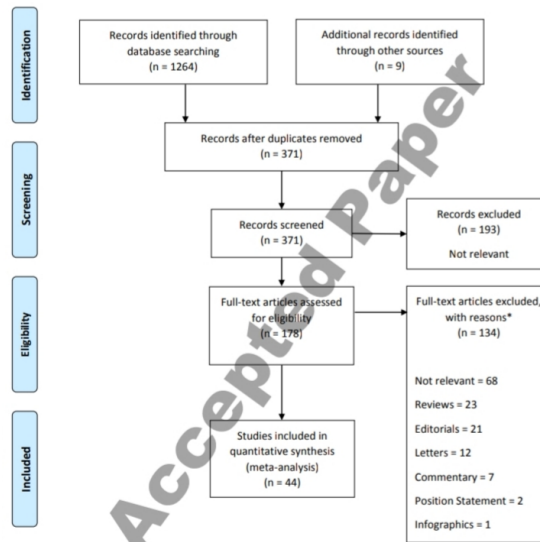 Identification
Records identified through
database searching
(n = 1264)
Additional records identified
through other sources
(n = 9)
Records after duplicates removed
(n = 371)
Screening
Records screened
(n = 371)
Records excluded
(n = 193)
Not relevant
Eligibility
Full-text articles assessed
for eligibility
(n = 178)
Full-text articles excluded,
with reasons*
(n = 134)
Not relevant = 68
Reviews = 23
Editorials = 21
Letters = 12
Commentary = 7
Position Statement = 2
Infographics = 1
Included
Studies included in
quantitative synthesis
(meta-analysis)
n = 44)
Accepted Paper